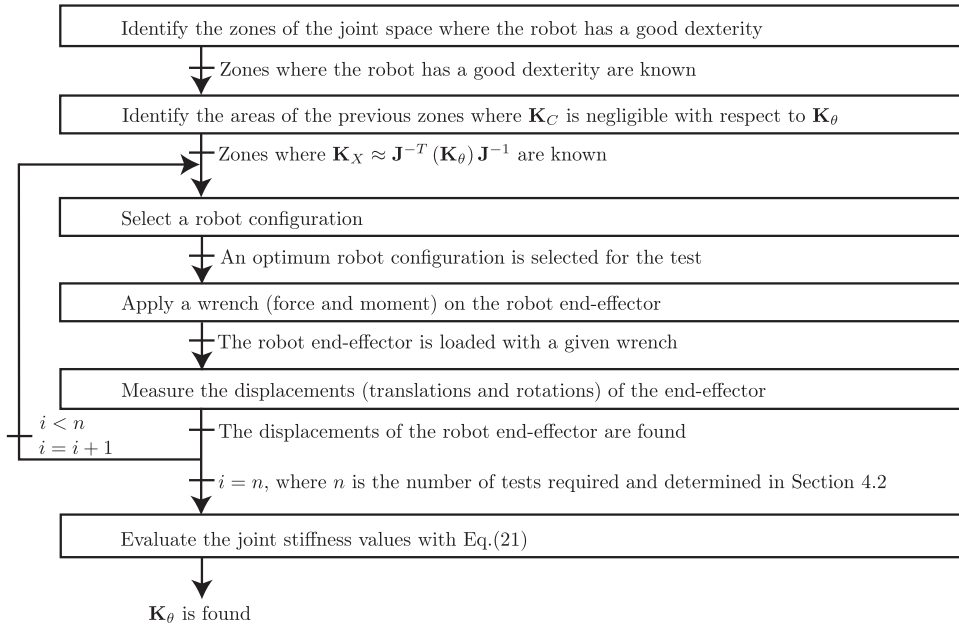 Identify the zones of the joint space where the robot has a good dexterity
Zones where the robot has a good dexterity are known
Identify the areas of the previous zones where K_C is negligible with respect to K_θ
Zones where K_X ≈ J^{-T} (K_θ) J^{-1} are known
Select a robot configuration
An optimum robot configuration is selected for the test
Apply a wrench (force and moment) on the robot end-effector
The robot end-effector is loaded with a given wrench
Measure the displacements (translations and rotations) of the end-effector
i < n
i = i + 1
The displacements of the robot end-effector are found
i = n, where n is the number of tests required and determined in Section 4.2
Evaluate the joint stiffness values with Eq.(21)
K_θ is found